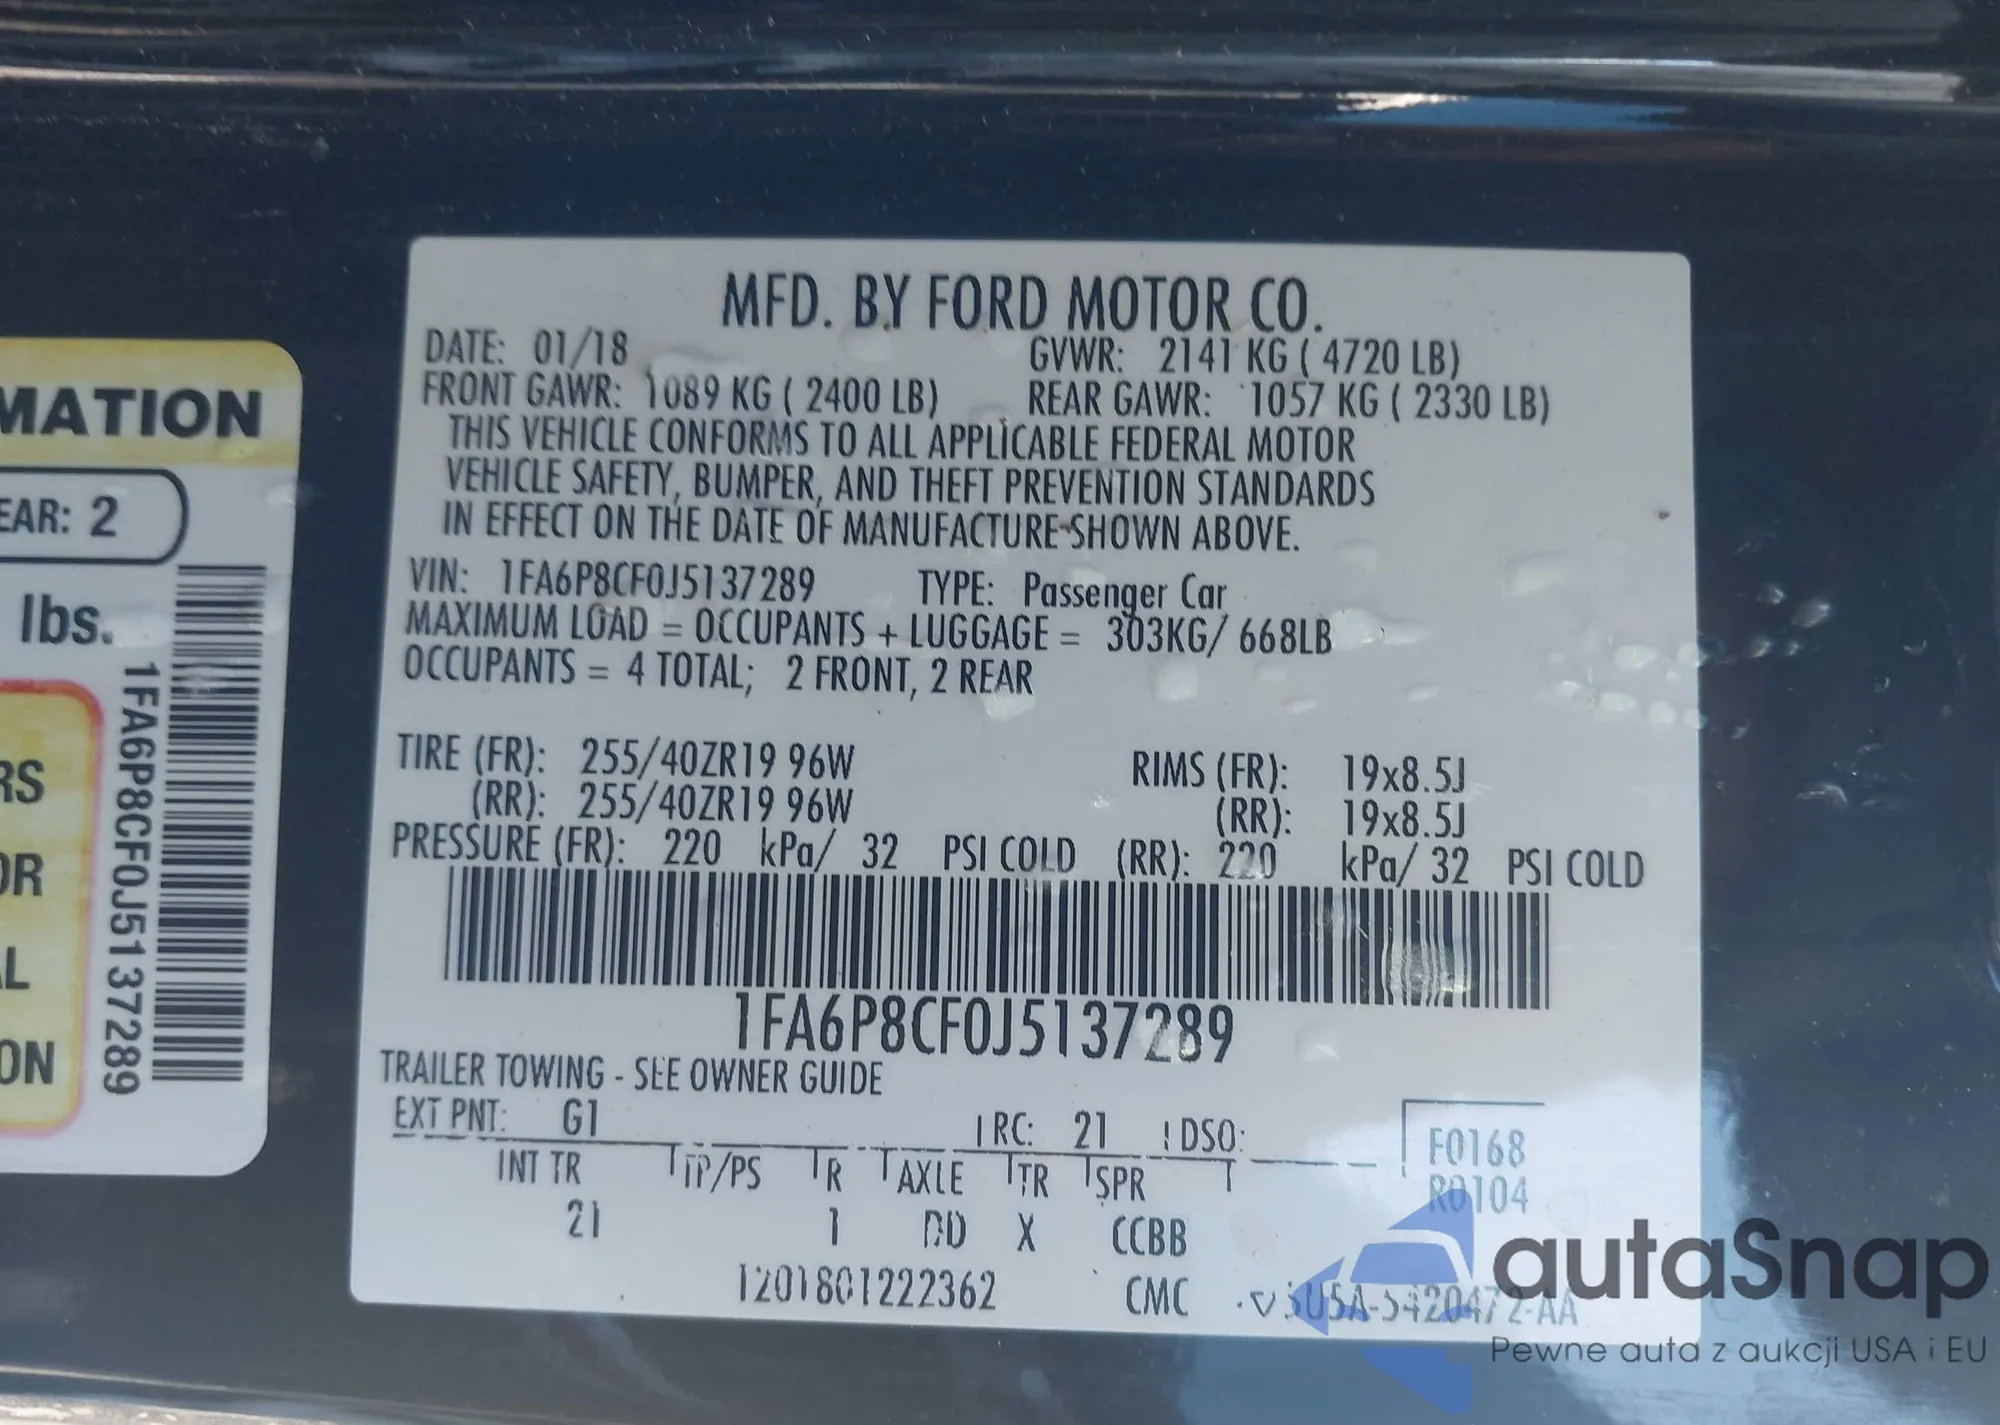 MATION
EAR: 2
lbs.
RS
OR
AL
ON
1FA6P8CF0J5137289
MFD. BY FORD MOTOR CO.
DATE: 01/18 GVWR: 2141 KG ( 4720 LB)
FRONT GAWR: 1089 KG ( 2400 LB) REAR GAWR: 1057 KG ( 2330 LB)
THIS VEHICLE CONFORMS TO ALL APPLICABLE FEDERAL MOTOR
VEHICLE SAFETY, BUMPER, AND THEFT PREVENTION STANDARDS
IN EFFECT ON THE DATE OF MANUFACTURE SHOWN ABOVE.
VIN: 1FA6P8CF0J5137289 TYPE: Passenger Car
MAXIMUM LOAD = OCCUPANTS + LUGGAGE = 303KG/ 668LB
OCCUPANTS = 4 TOTAL; 2 FRONT, 2 REAR
TIRE (FR): 255/40ZR19 96W RIMS (FR): 19x8.5J
(RR): 255/40ZR19 96W (RR): 19x8.5J
PRESSURE (FR): 220 kPa/ 32 PSI COLD (RR): 220 kPa/ 32 PSI COLD
1FA6P8CF0J5137289
TRAILER TOWING - SEE OWNER GUIDE
EXT PNT: G1 RC: 21 DSO:
F0168
R0104
INT TR TP/PS R AXLE TR SPR
21 1 DD X CCBB
CMC
autaSnap
Pewne auta z aukcji USA i EU